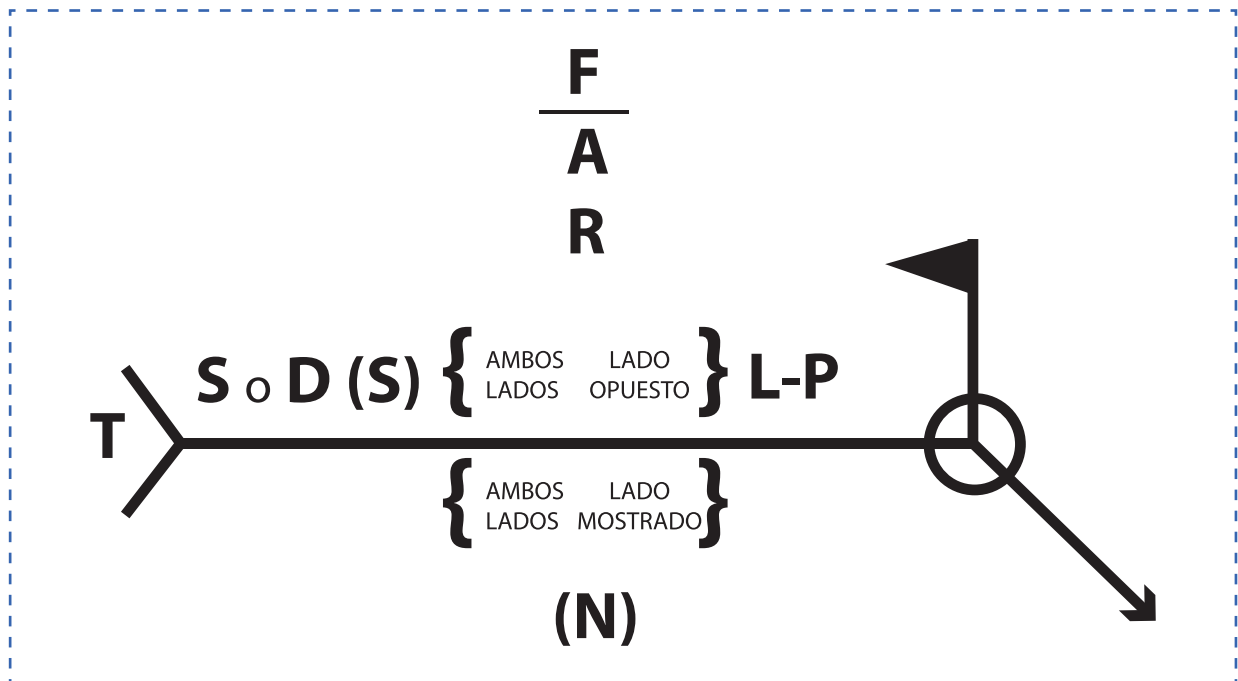 F
A
R
S o D (S) { AMBOS LADO } L-P
LADOS OPUESTO
T
{ AMBOS LADO }
LADOS MOSTRADO
(N)